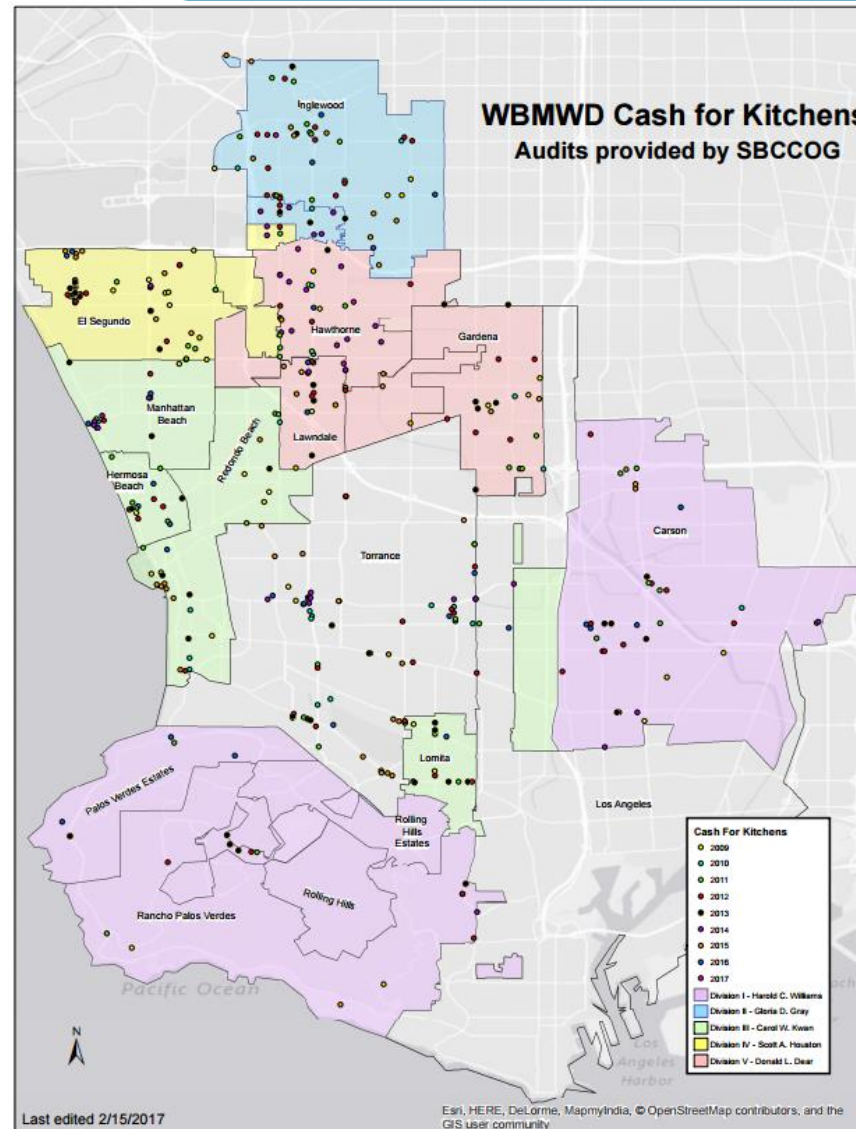 WBMWD Cash for Kitchens
Audits provided by SBCCOG
Inglewood
El Segundo
Hawthorne
Gardena
Manhattan
Beach
Redondo Beach
Lawndale
Hermosa
Beach
Carson
Torrance
Lomita
Palos Verdes Estates
Rolling
Hills
Estates
Los Angeles
Rolling Hills
Rancho Palos Verdes
Cash For Kitchens
2009
2010
2011
2012
2013
2014
2015
2016
2017
Division I - Harold C. Williams
Division II - Gloria D. Gray
Division III - Carol W. Kwan
Division IV - Scott A. Houston
Division V - Donald L. Dear
Pacific Ocean
N
Los
Angeles
Harbor
Last edited 2/15/2017
Esri, HERE, DeLorme, MapmyIndia, © OpenStreetMap contributors, and the
GIS user community